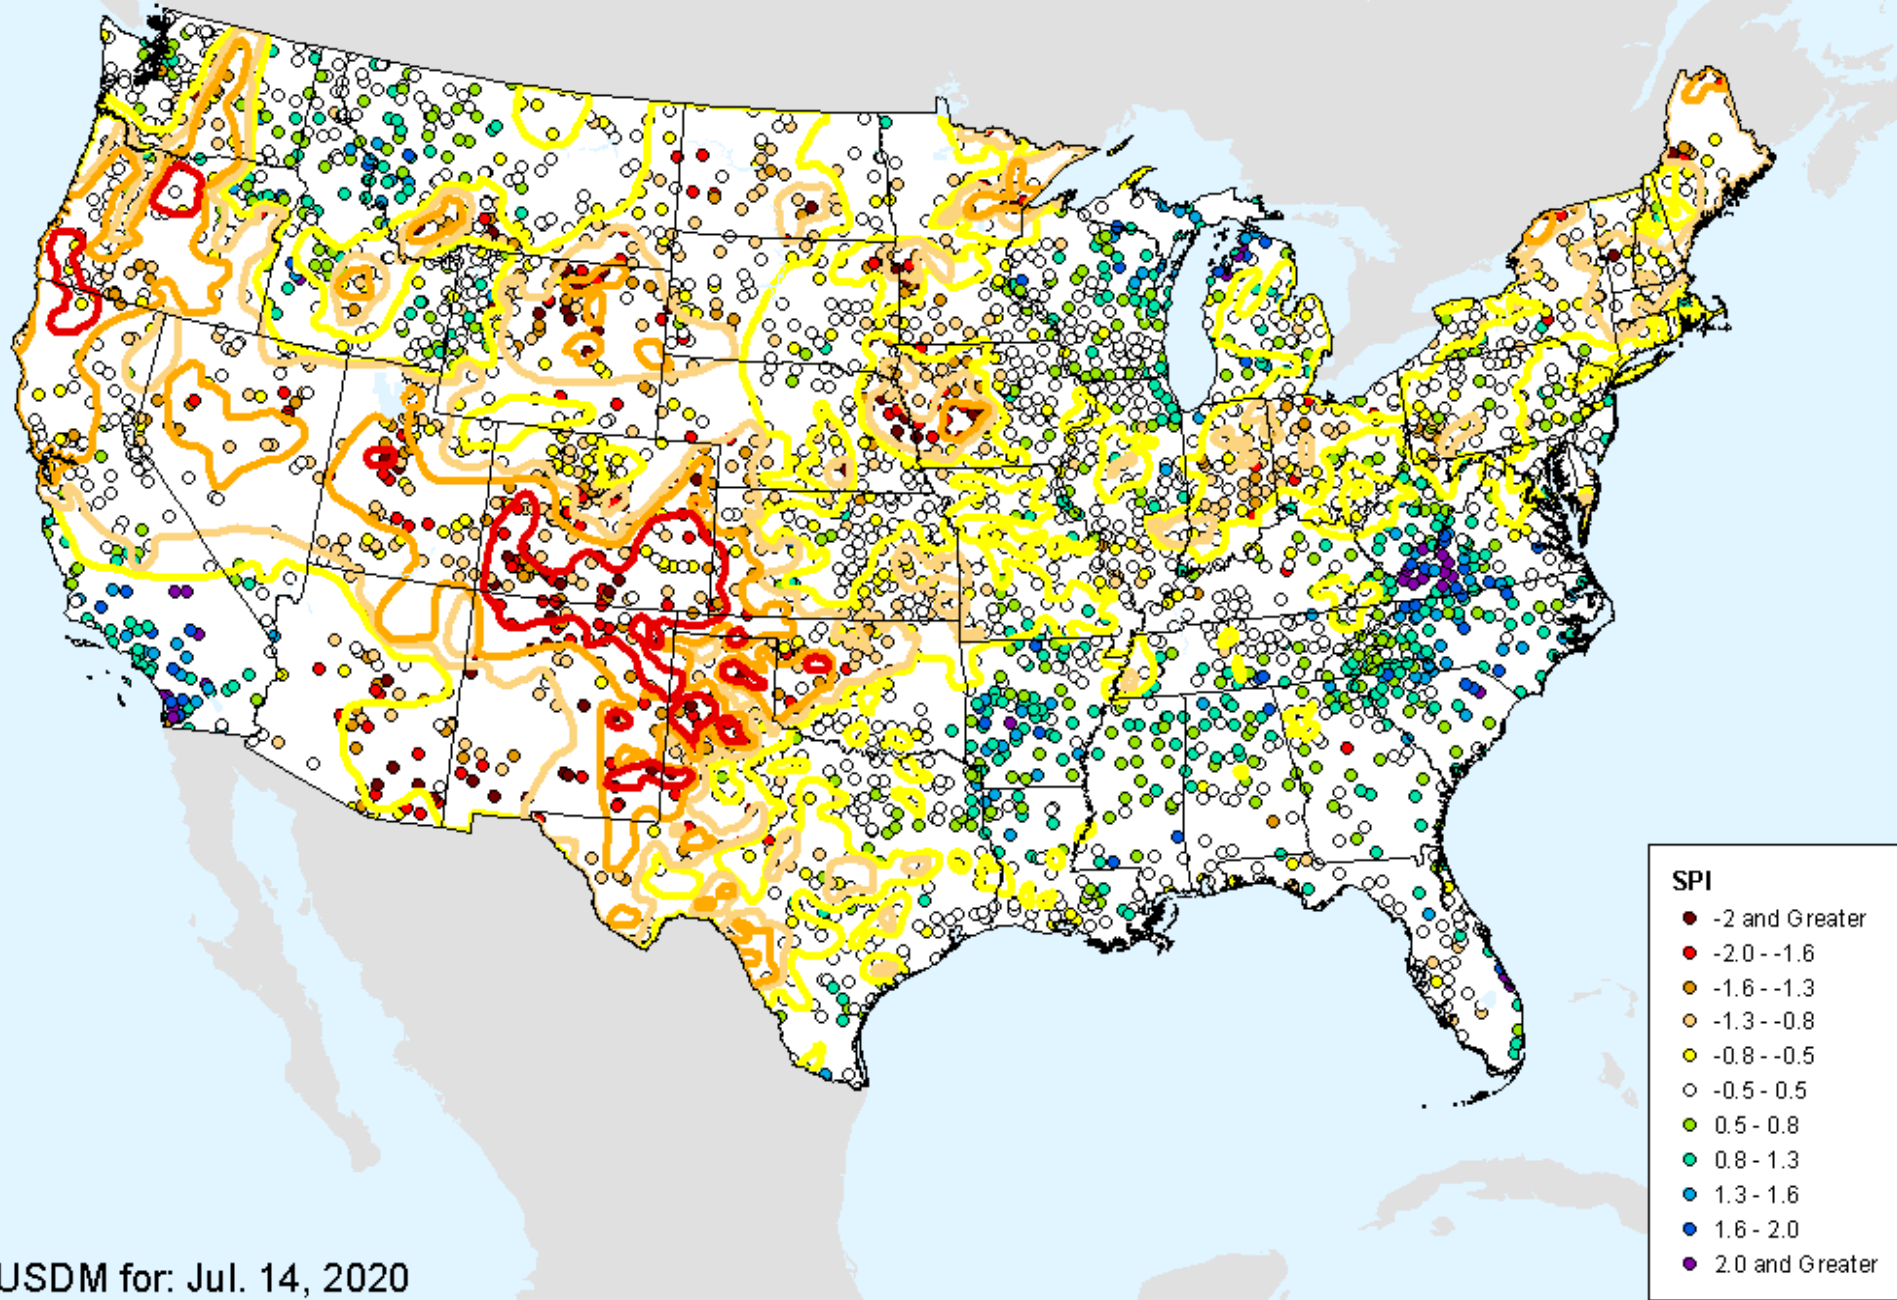 SPI
-2 and Greater
-2.0 - -1.6
-1.6 - -1.3
-1.3 - -0.8
-0.8 - -0.5
-0.5 - 0.5
0.5 - 0.8
0.8 - 1.3
1.3 - 1.6
1.6 - 2.0
2.0 and Greater
USDM for: Jul. 14, 2020